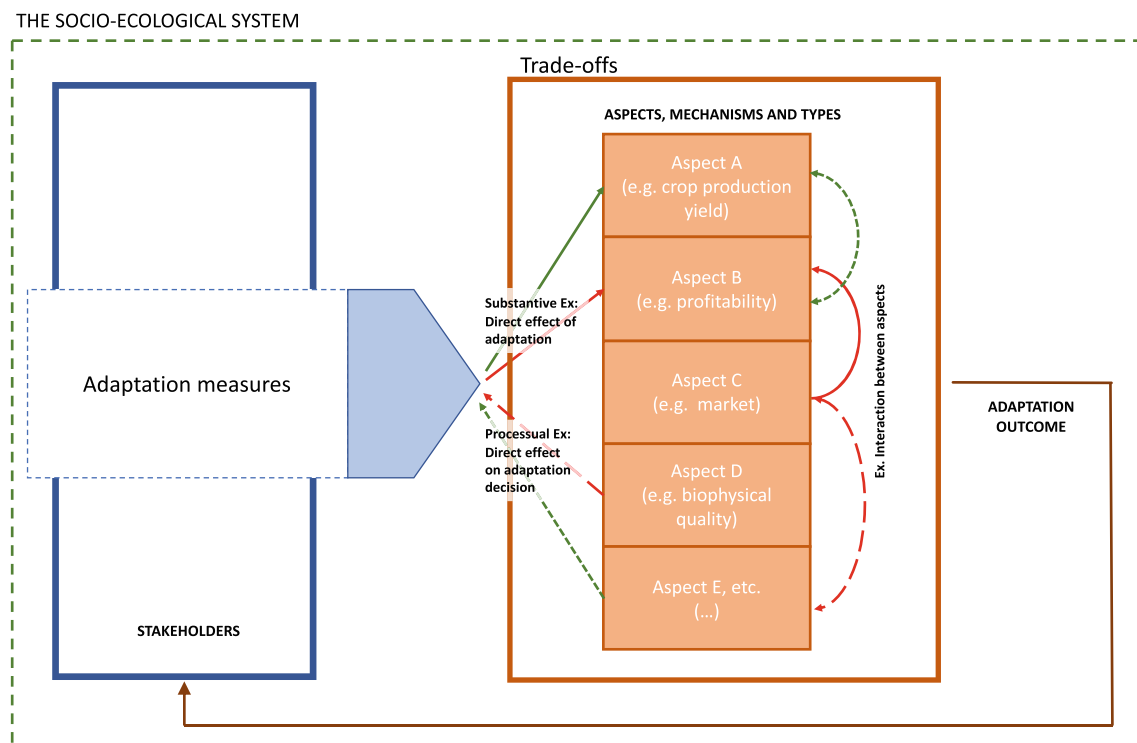 THE SOCIO-ECOLOGICAL SYSTEM
Trade-offs
ASPECTS, MECHANISMS AND TYPES
Aspect A
(e.g. crop production
yield)
Aspect B
(e.g. profitability)
Aspect C
(e.g. market)
Aspect D
(e.g. biophysical
quality)
Aspect E, etc.
(...)
Substantive Ex:
Direct effect of
adaptation
Processual Ex:
Direct effect
on adaptation
decision
Adaptation measures
STAKEHOLDERS
Ex. Interaction between aspects
ADAPTATION
OUTCOME